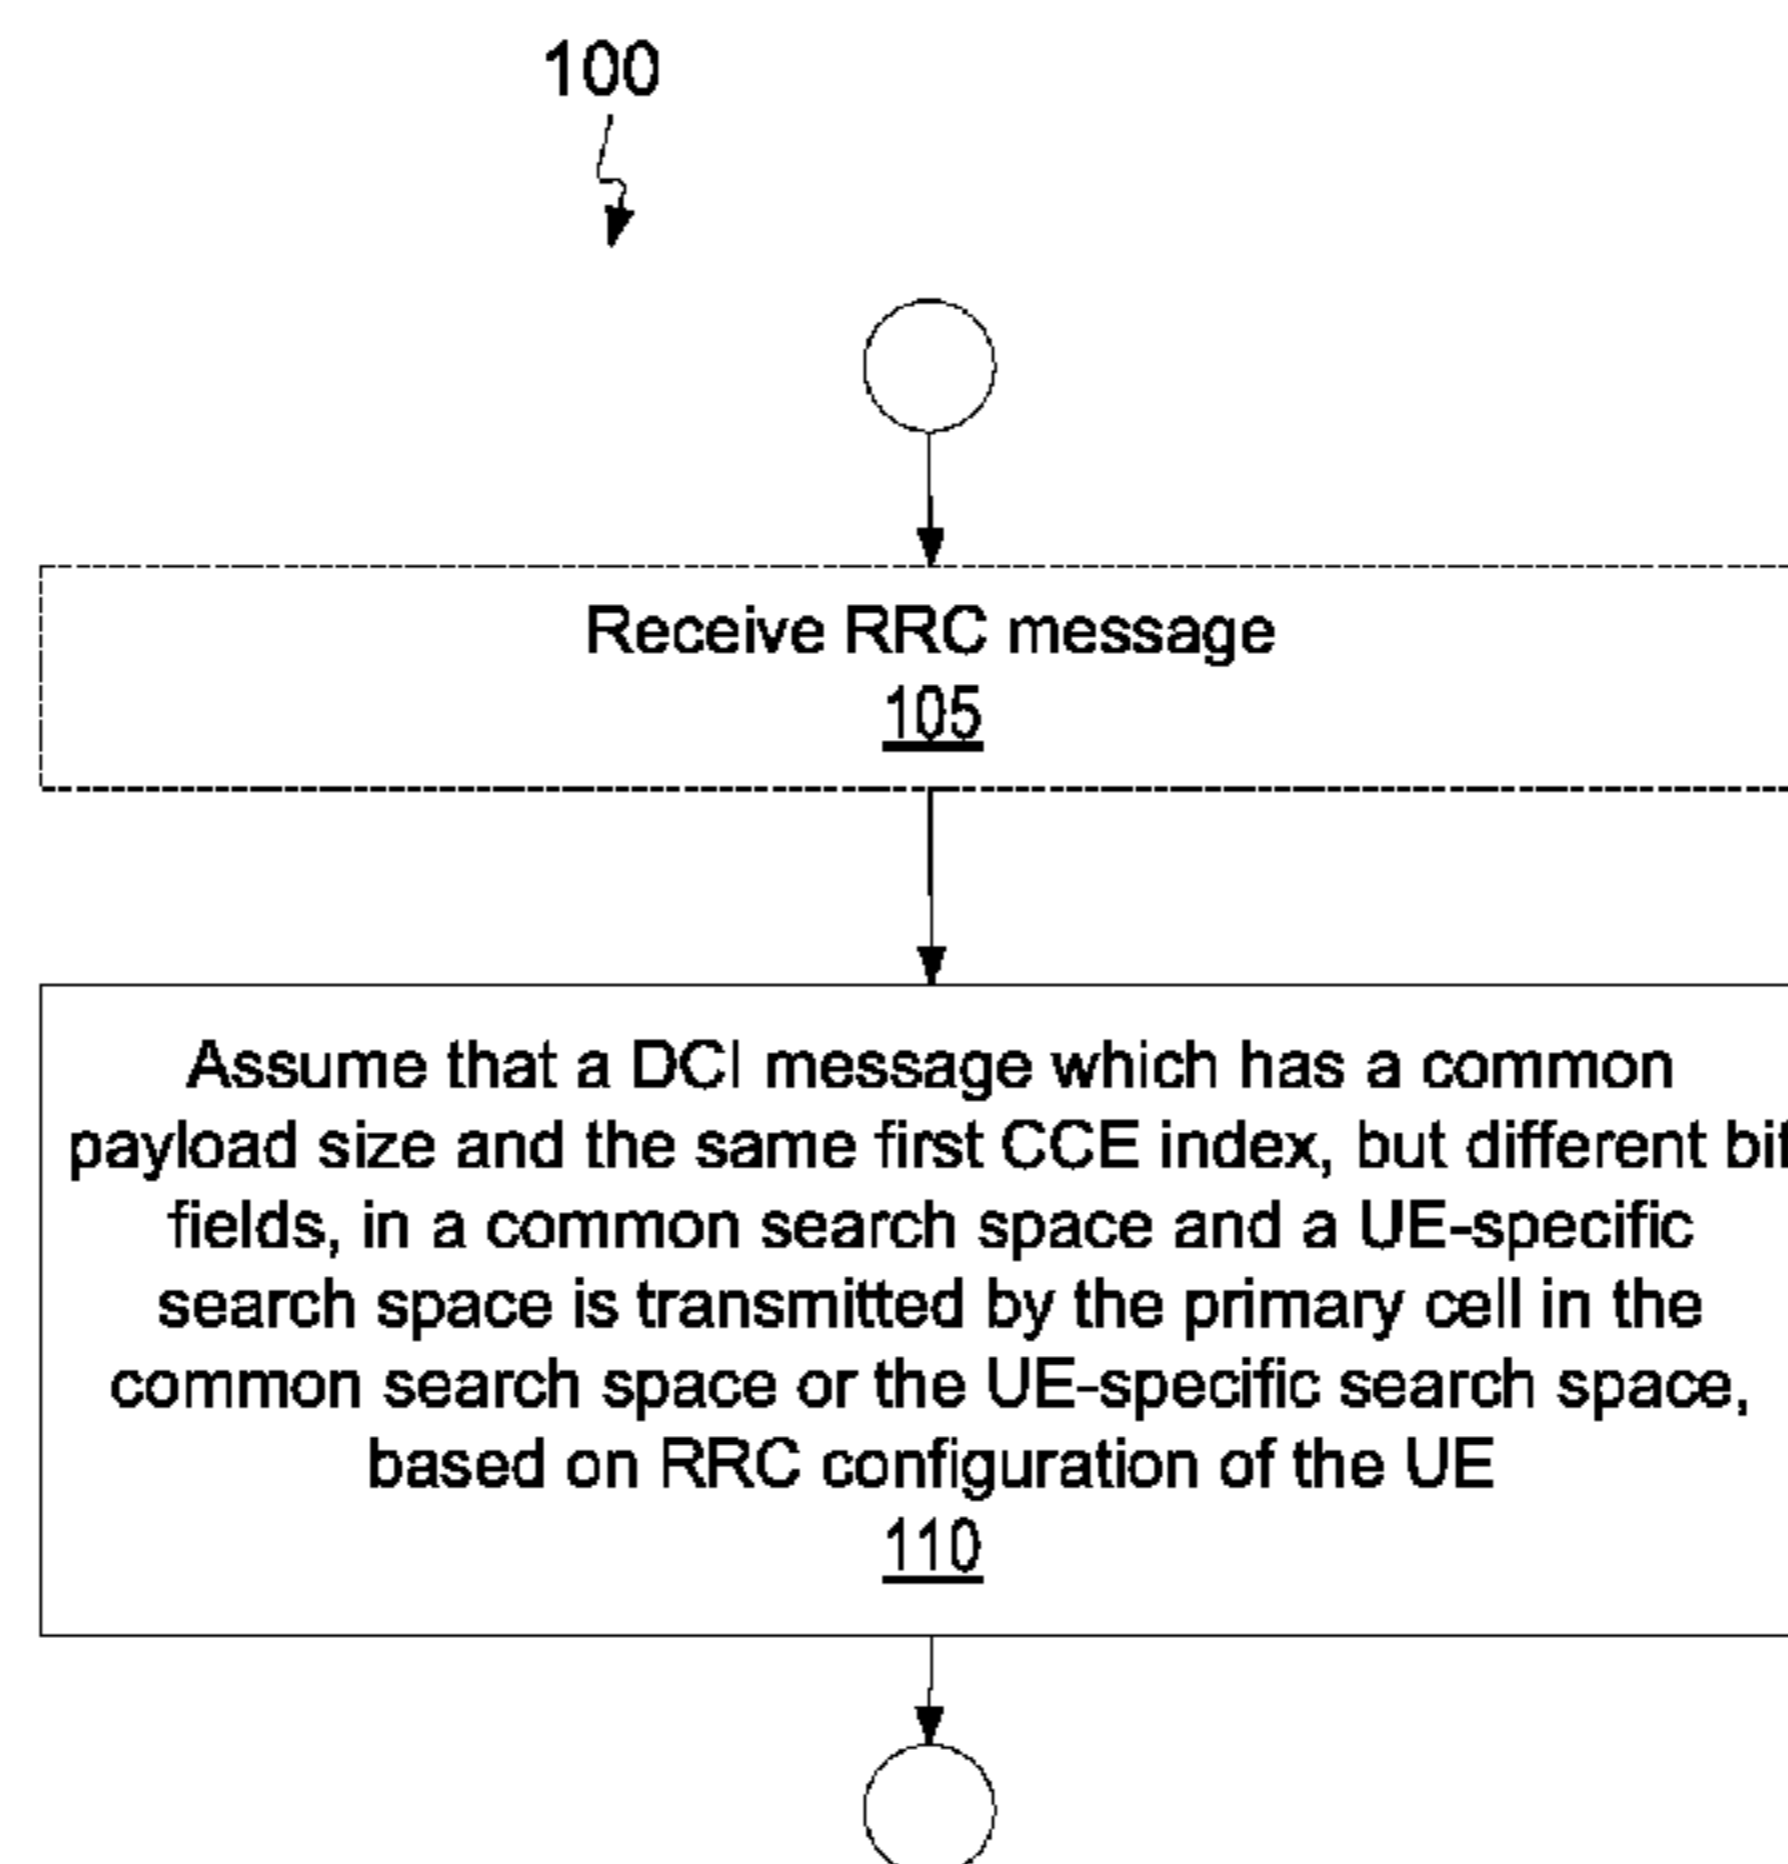 100
Receive RRC message
105
Assume that a DCI message which has a common
payload size and the same first CCE index, but different bit
fields, in a common search space and a UE-specific
search space is transmitted by the primary cell in the
common search space or the UE-specific search space,
based on RRC configuration of the UE
110